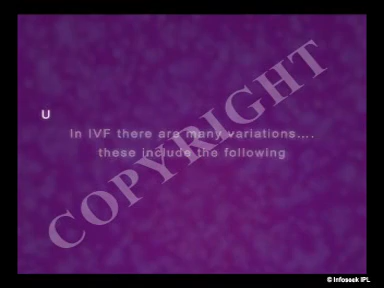 U
In IVF there are many variations....
these include the following
COPYRIGHT
© Infoseek IPL